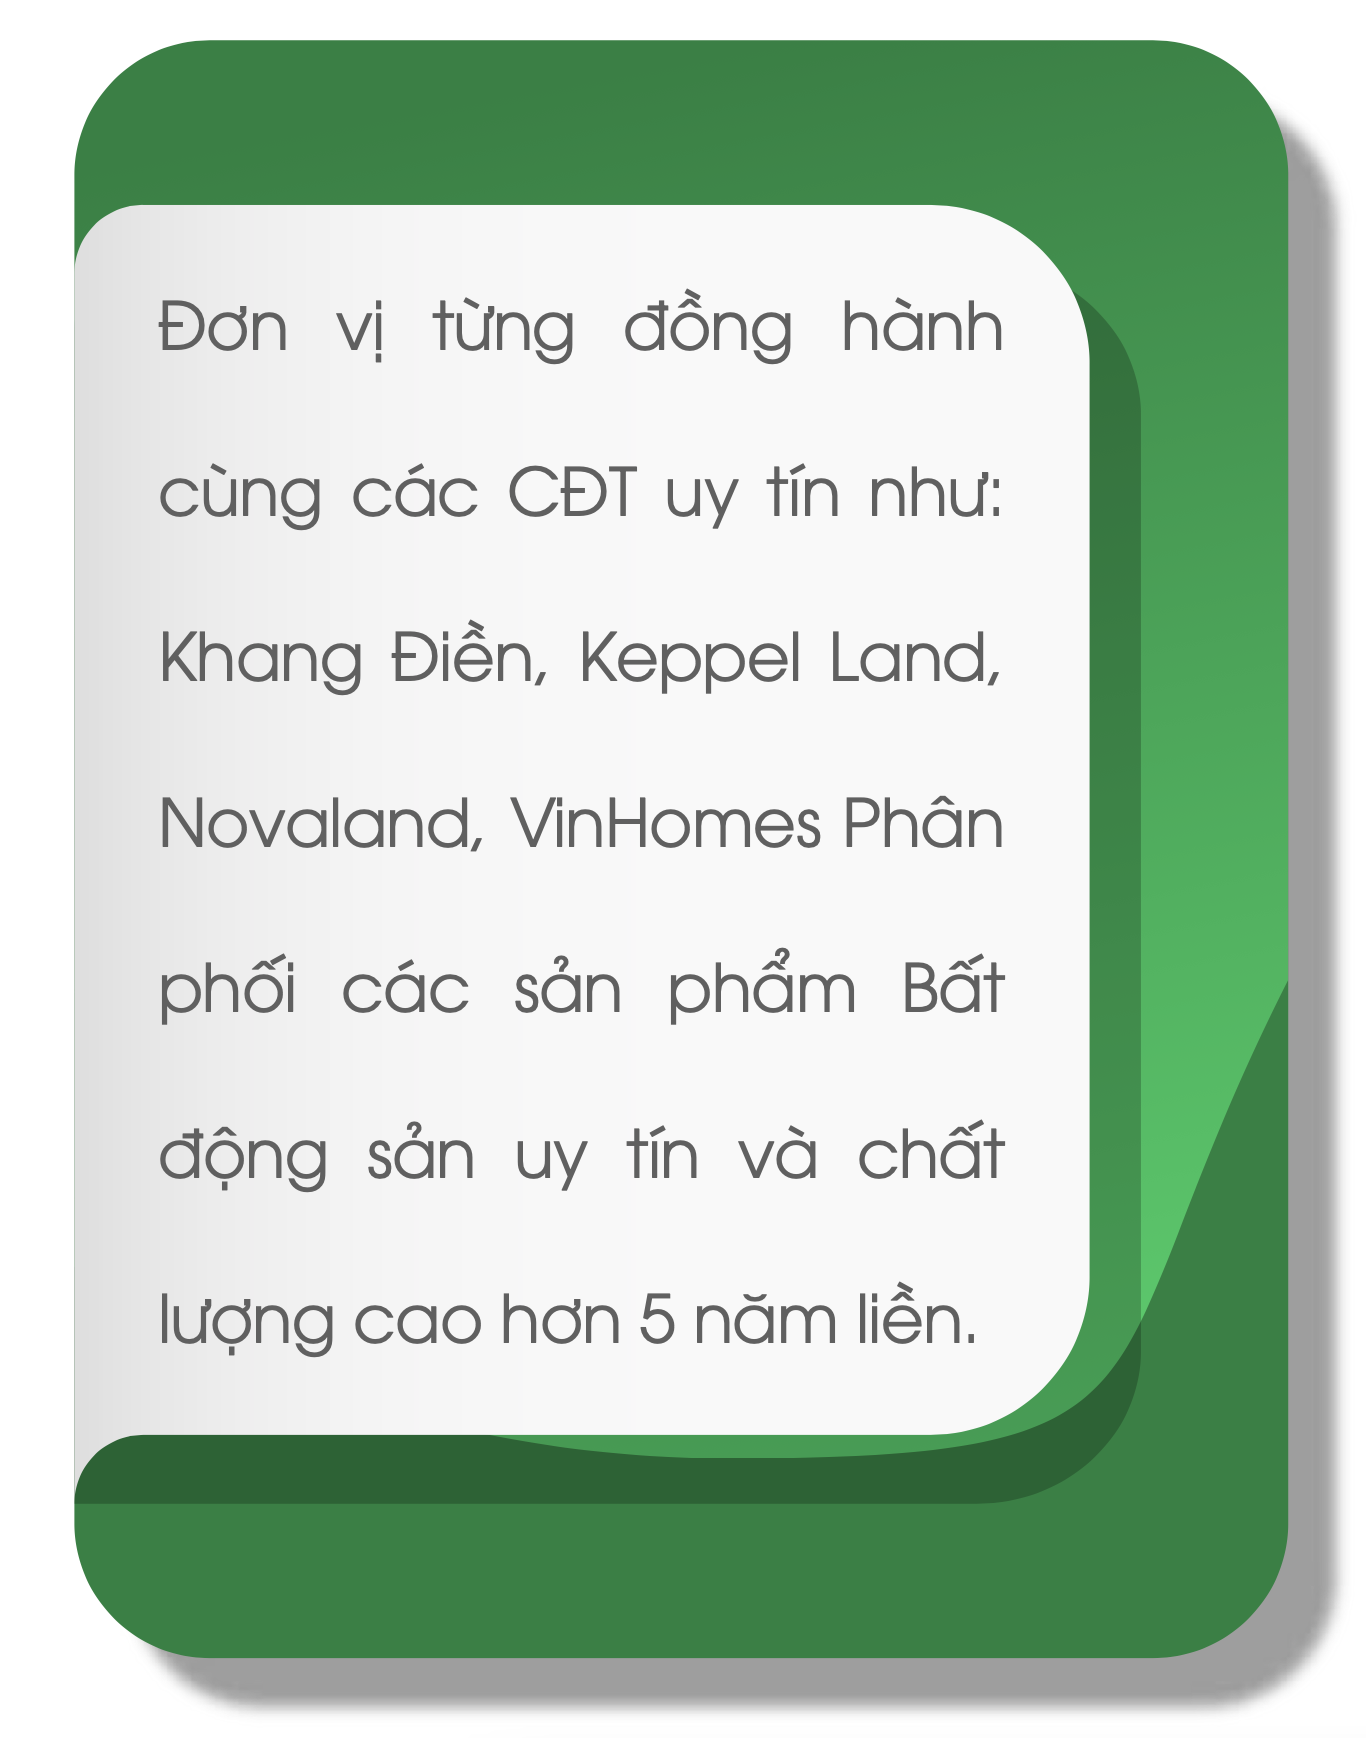 Đơn vị từng đồng hành
cùng các CĐT uy tín như:
Khang Điền, Keppel Land,
Novaland, VinHomes Phân
phối các sản phẩm Bất
động sản uy tín và chất
lượng cao hơn 5 năm liền.